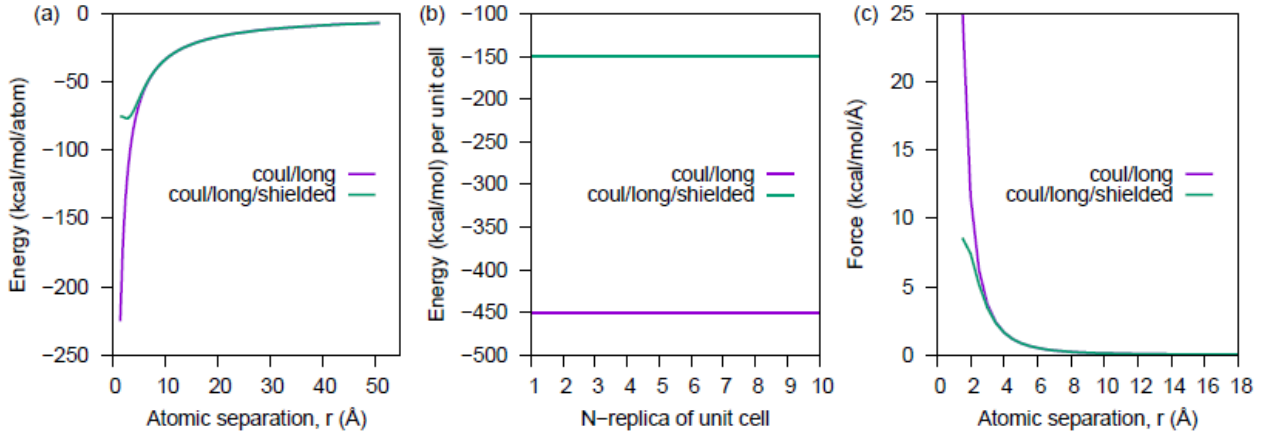 (a)
Energy (kcal/mol/atom)
0
−50
−100
−150
−200
−250
coul/long
coul/long/shielded
0 10 20 30 40 50
Atomic separation, r (Å)
(b)
Energy (kcal/mol) per unit cell
−100
−150
−200
−250
−300
−350
−400
−450
−500
coul/long
coul/long/shielded
1 2 3 4 5 6 7 8 9 10
N−replica of unit cell
(c)
Force (kcal/mol/Å)
25
20
15
10
5
0
coul/long
coul/long/shielded
0 2 4 6 8 10 12 14 16 18
Atomic separation, r (Å)